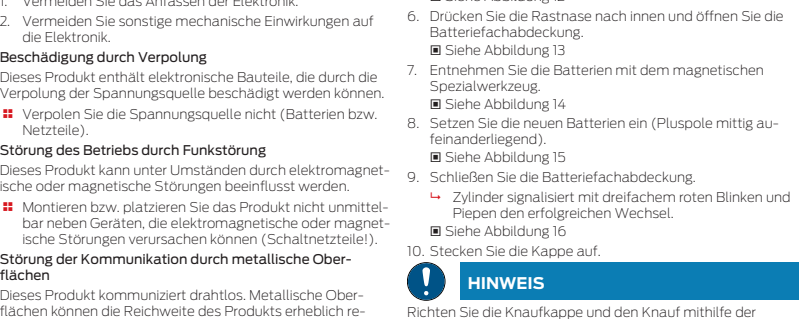 1. Vermeiden Sie das Anfassen der Elektronik.
2. Vermeiden Sie sonstige mechanische Einwirkungen auf
die Elektronik.
Beschädigung durch Verpolung
Dieses Produkt enthält elektronische Bauteile, die durch die
Verpolung der Spannungsquelle beschädigt werden können.
Verpolen Sie die Spannungsquelle nicht (Batterien bzw.
Netzteile).
Störung des Betriebs durch Funkstörung
Dieses Produkt kann unter Umständen durch elektromagnet-
ische oder magnetische Störungen beeinflusst werden.
Montieren bzw. platzieren Sie das Produkt nicht unmittel-
bar neben Geräten, die elektromagnetische oder magnet-
ische Störungen verursachen können (Schaltnetzteile!).
Störung der Kommunikation durch metallische Ober-
flächen
Dieses Produkt kommuniziert drahtlos. Metallische Ober-
flächen können die Reichweite des Produkts erheblich re-
Siehe Abbildung 12
6. Drücken Sie die Rastnase nach innen und öffnen Sie die
Batteriefachabdeckung.
Siehe Abbildung 13
7. Entnehmen Sie die Batterien mit dem magnetischen
Spezialwerkzeug.
Siehe Abbildung 14
8. Setzen Sie die neuen Batterien ein (Pluspole mittig au-
feinanderliegend).
Siehe Abbildung 15
9. Schließen Sie die Batteriefachabdeckung.
↳ Zylinder signalisiert mit dreifachem roten Blinken und
Piepen den erfolgreichen Wechsel.
Siehe Abbildung 16
10. Stecken Sie die Kappe auf.
HINWEIS
Richten Sie die Knaufkappe und den Knauf mithilfe der